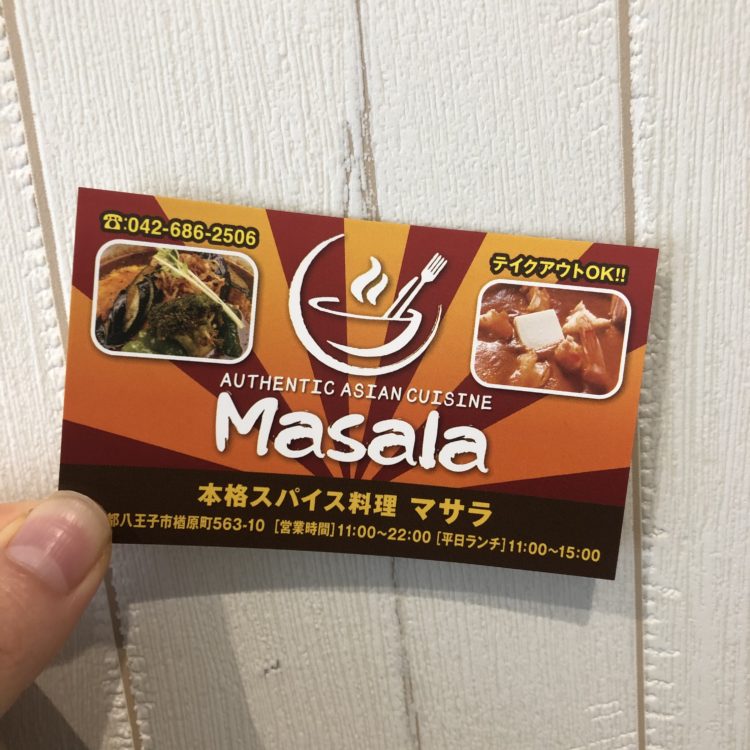 ☎:042-686-2506
テイクアウトOK!!
AUTHENTIC ASIAN CUISINE
Masala
本格スパイス料理 マサラ
都八王子市楢原町563-10 [営業時間]11:00~22:00 [平日ランチ]11:00~15:00